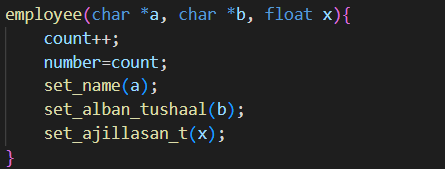 employee(char *a, char *b, float x){
    count++;
    number=count;
    set_name(a);
    set_alban_tushaal(b);
    set_ajillasan_t(x);
}